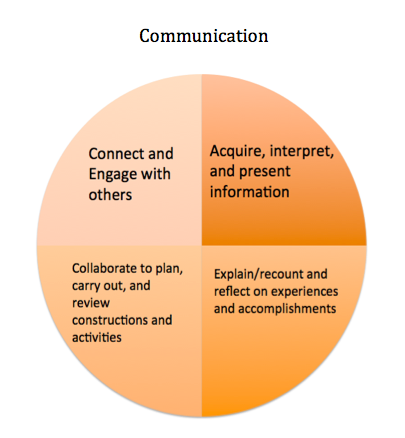 Communication
Connect and
Engage with
others
Acquire, interpret,
and present
information
Collaborate to plan,
carry out, and
review
constructions and
activities
Explain/recount and
reflect on experiences
and accomplishments